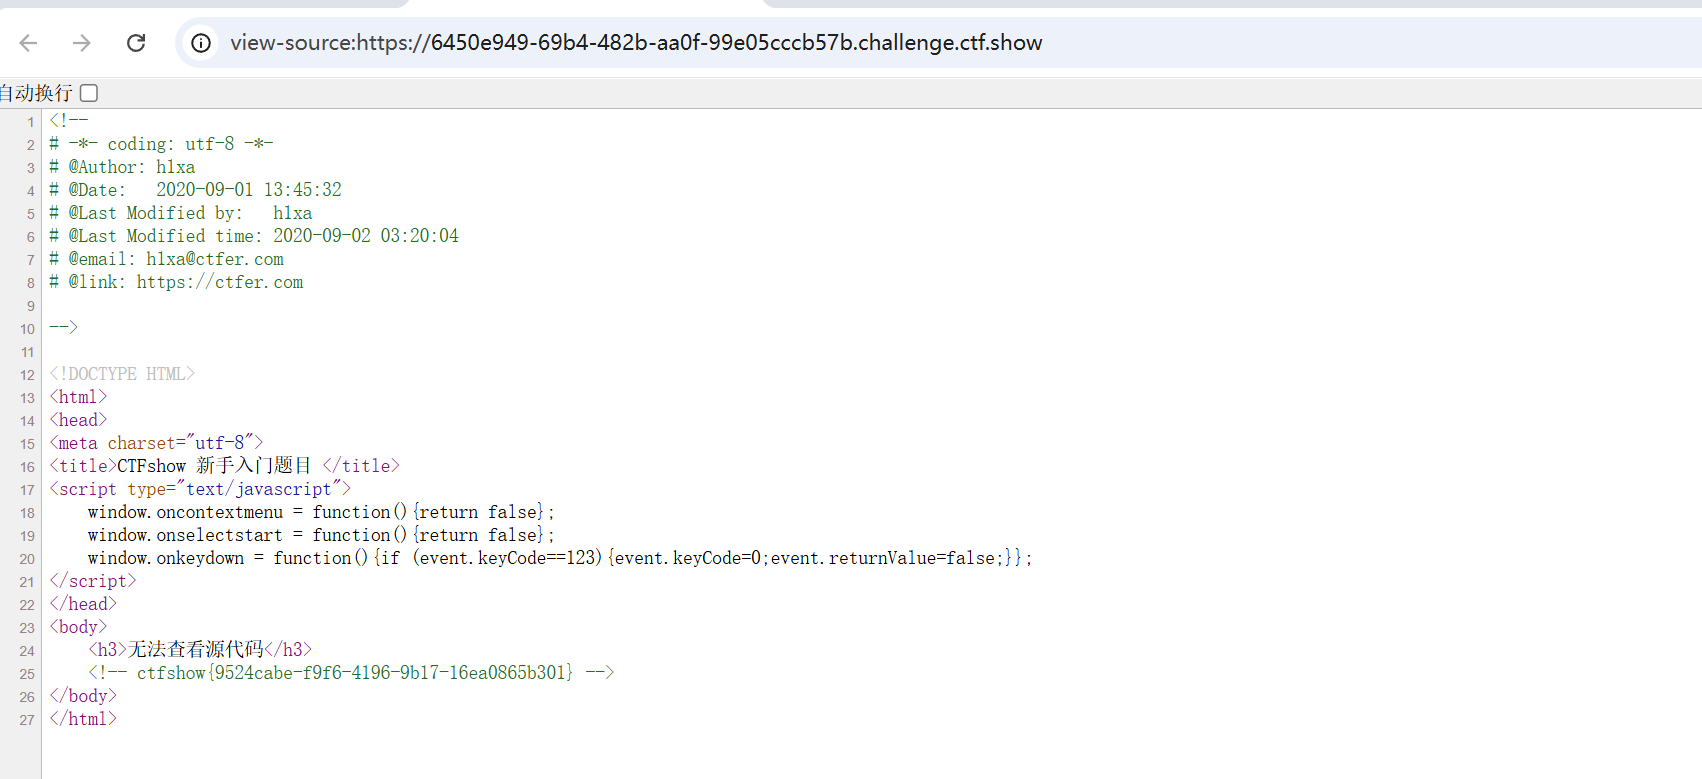 view-source:https://6450e949-69b4-482b-aa0f-99e05cccb57b.challenge.ctf.show
自动换行
1 <!--
2 # -*- coding: utf-8 -*-
3 # @Author: h1xa
4 # @Date:   2020-09-01 13:45:32
5 # @Last Modified by:   h1xa
6 # @Last Modified time: 2020-09-02 03:20:04
7 # @email: h1xa@ctfer.com
8 # @link: https://ctfer.com
9
10 -->
11
12 <!DOCTYPE HTML>
13 <html>
14 <head>
15 <meta charset="utf-8">
16 <title>CTFshow 新手入门题目 </title>
17 <script type="text/javascript">
18     window.oncontextmenu = function(){return false};
19     window.onselectstart = function(){return false};
20     window.onkeydown = function(){if (event.keyCode==123){event.keyCode=0;event.returnValue=false;}};
21 </script>
22 </head>
23 <body>
24     <h3>无法查看源代码</h3>
25     <!-- ctfshow{9524cabe-f9f6-4196-9b17-16ea0865b301} -->
26 </body>
27 </html>